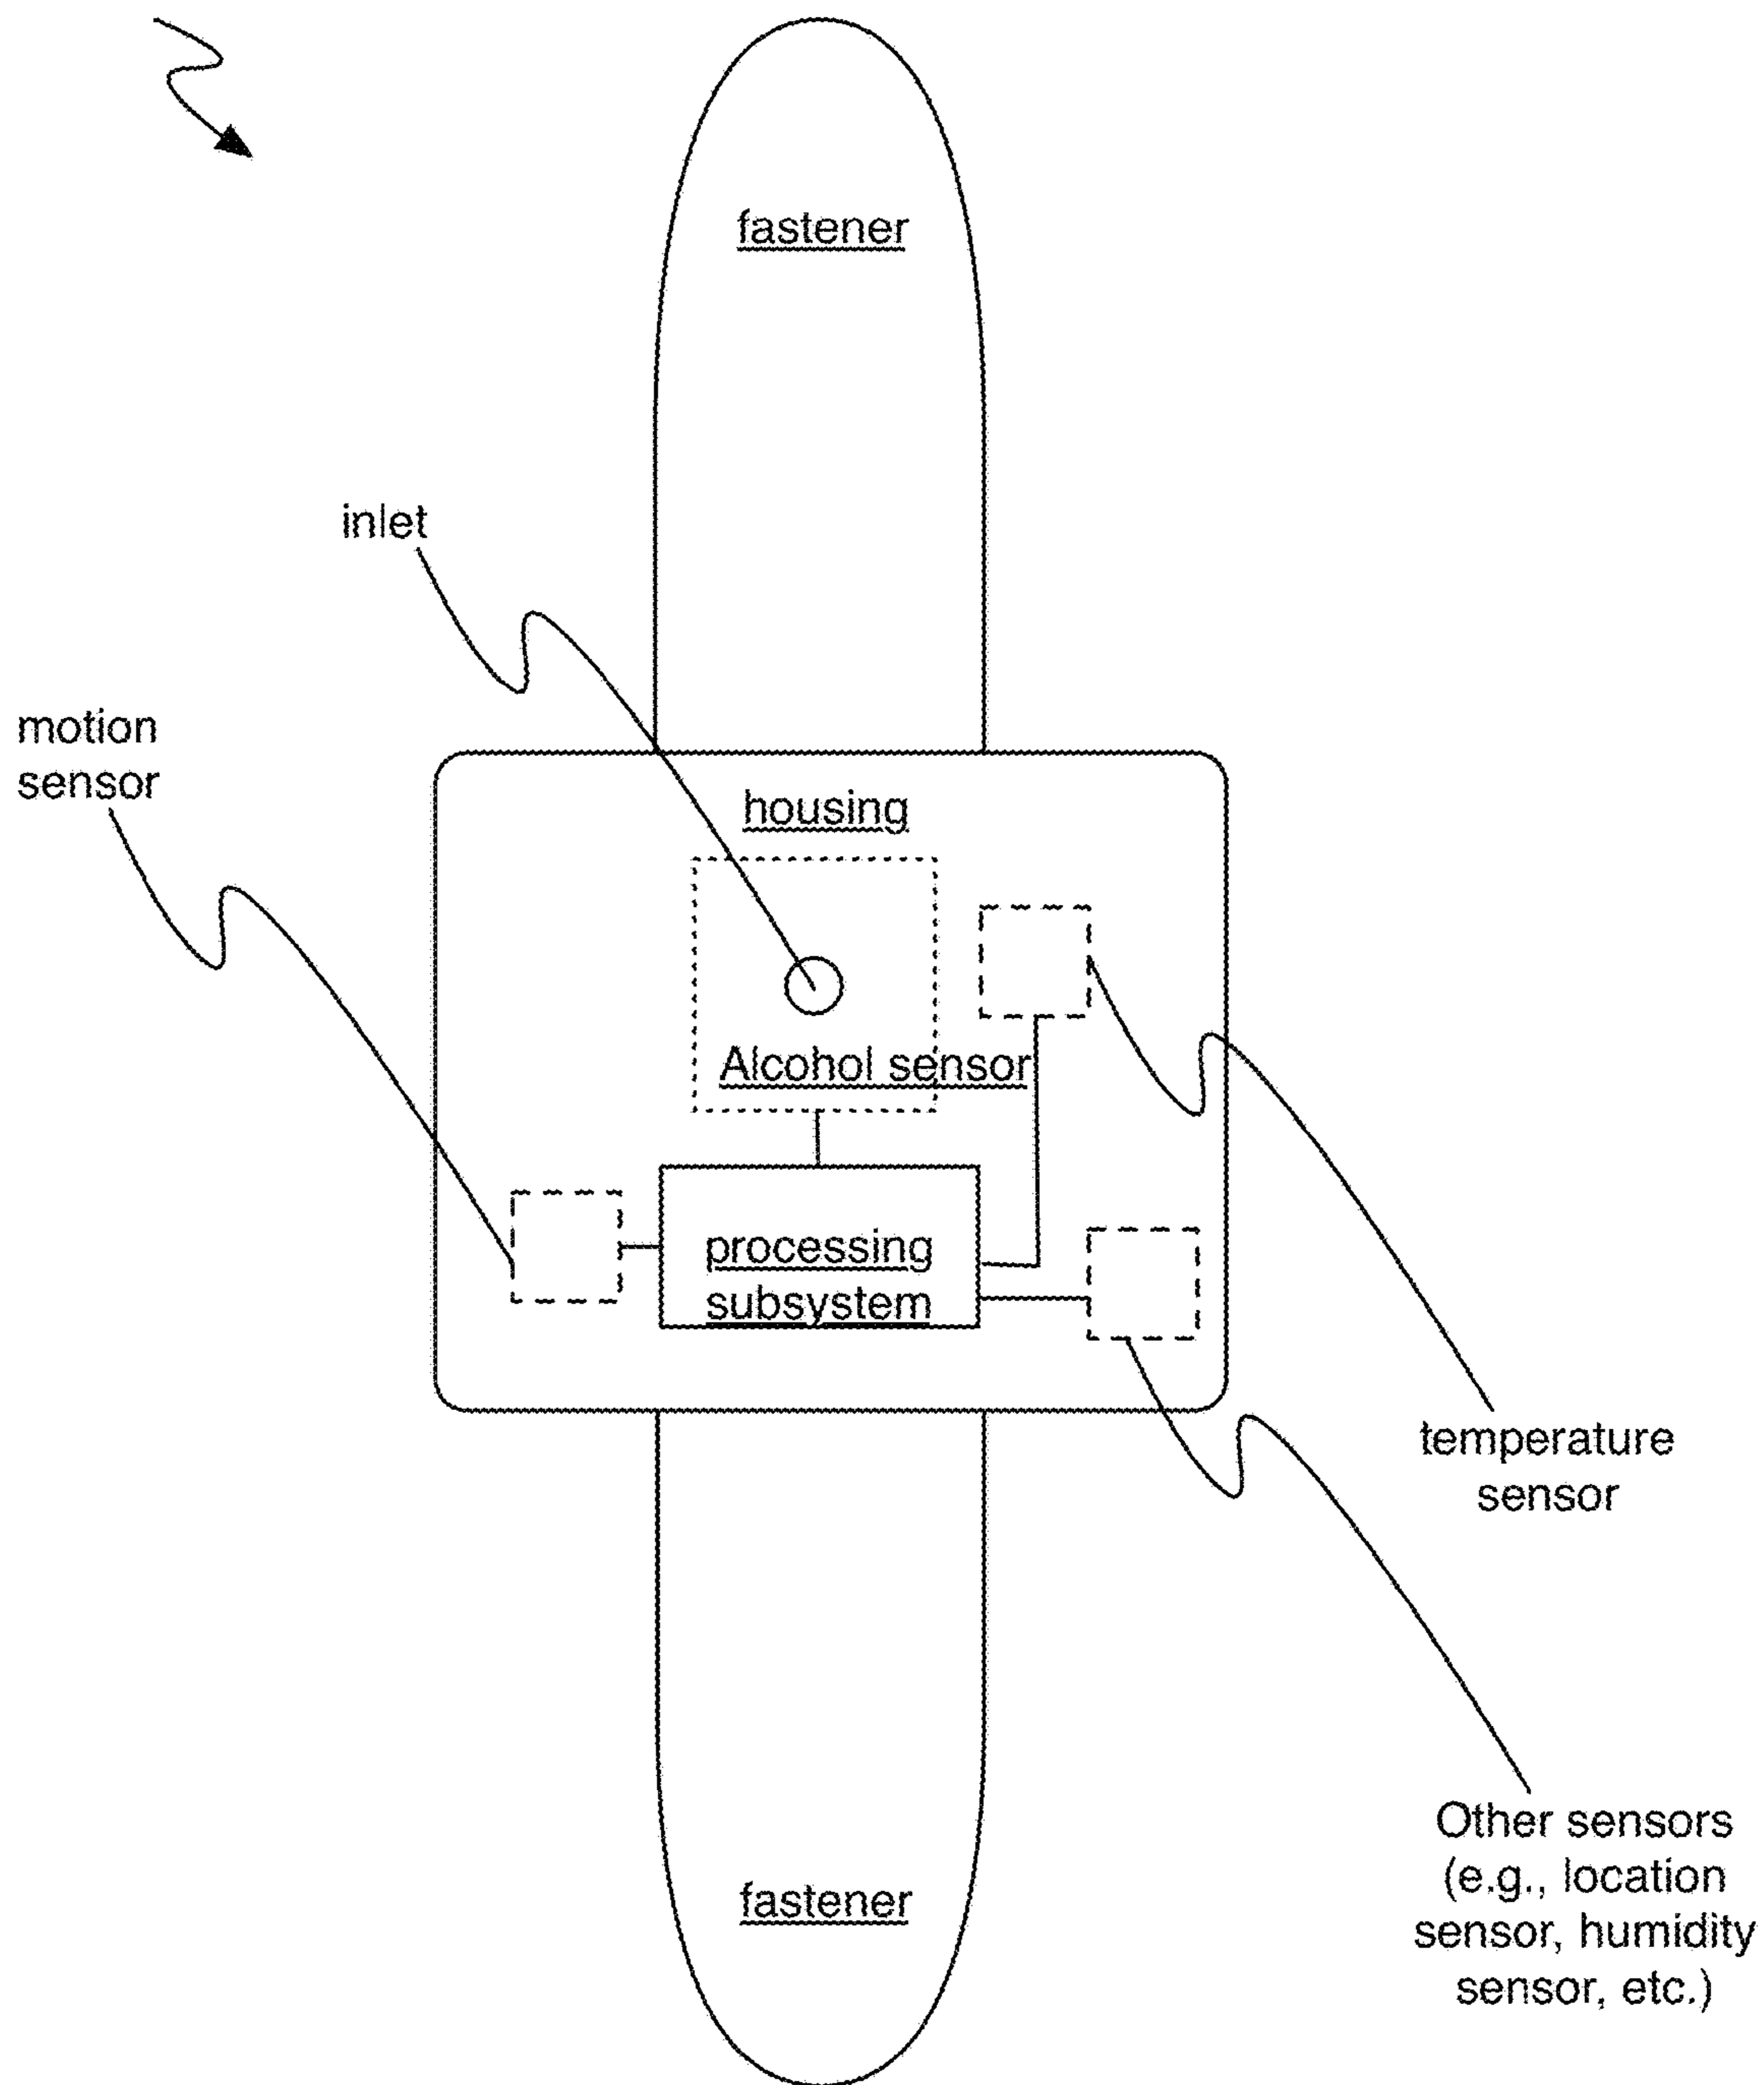 fastener
inlet
motion
sensor
housing
Alcohol sensor
processing
subsystem
temperature
sensor
Other sensors
(e.g., location
sensor, humidity
sensor, etc.)
fastener